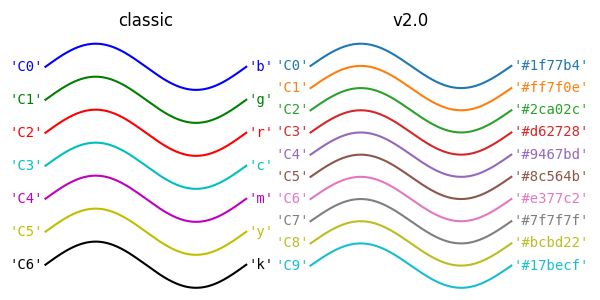 classic
'C0' 'b'
'C1' 'g'
'C2' 'r'
'C3' 'c'
'C4' 'm'
'C5' 'y'
'C6' 'k'
v2.0
'C0' '#1f77b4'
'C1' '#ff7f0e'
'C2' '#2ca02c'
'C3' '#d62728'
'C4' '#9467bd'
'C5' '#8c564b'
'C6' '#e377c2'
'C7' '#7f7f7f'
'C8' '#bcbd22'
'C9' '#17becf'